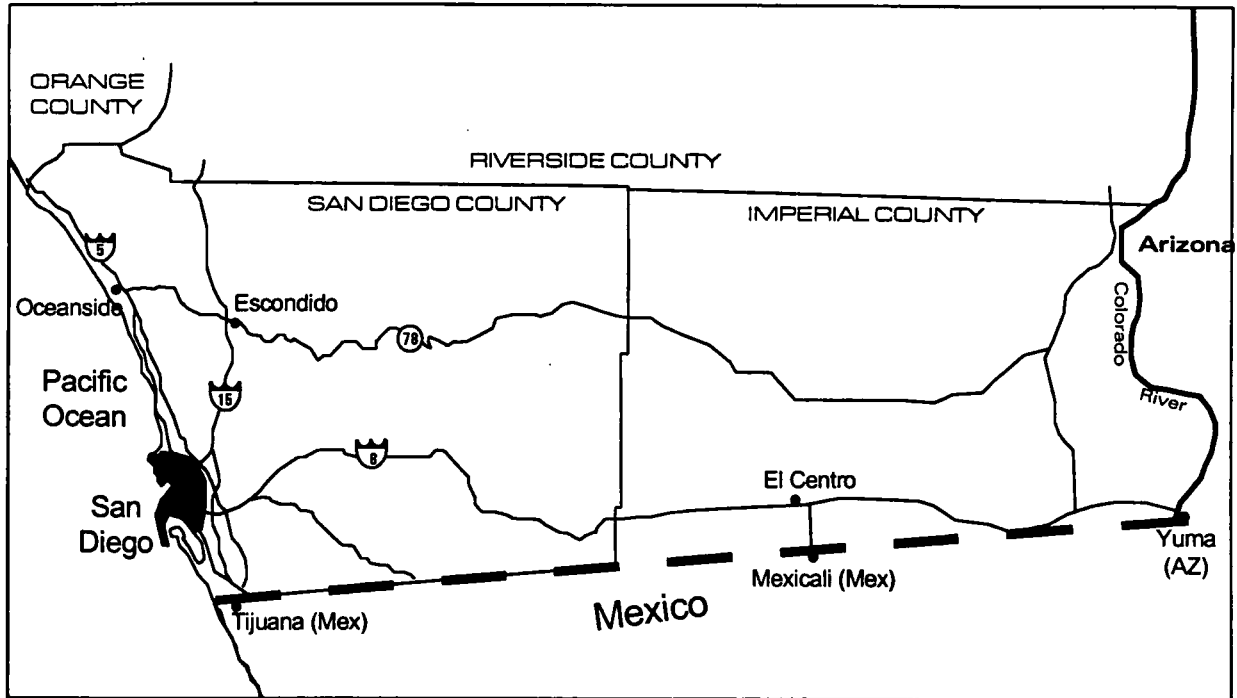 ORANGE
COUNTY
RIVERSIDE COUNTY
SAN DIEGO COUNTY
IMPERIAL COUNTY
Arizona
5
Colorado
Oceanside
Escondido
78
Pacific
Ocean
15
River
8
El Centro
San
Diego
Yuma
(AZ)
Mexicali (Mex)
Mexico
Tijuana (Mex)